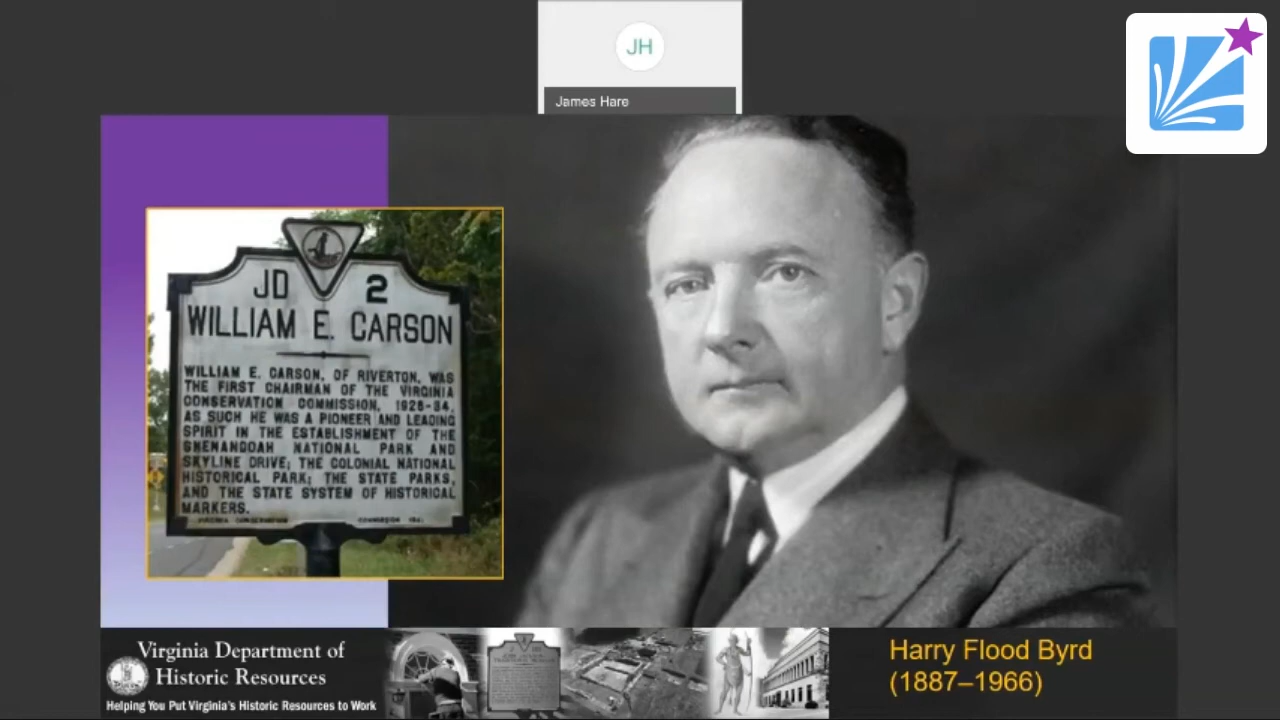 JH
James Hare
JD 2
WILLIAM E. CARSON
WILLIAM E. CARSON, OF RIVERTON, WAS
THE FIRST CHAIRMAN OF THE VIRGINIA
CONSERVATION COMMISSION, 1926-34.
AS SUCH HE WAS A PIONEER AND LEADING
SPIRIT IN THE ESTABLISHMENT OF THE
SHENANDOAH NATIONAL PARK AND
SKYLINE DRIVE; THE COLONIAL NATIONAL
HISTORICAL PARK; THE STATE PARKS,
AND THE STATE SYSTEM OF HISTORICAL
MARKERS.
VIRGINIA CONSERVATION COMMISSION
Virginia Department of
Historic Resources
Helping You Put Virginia's Historic Resources to Work
Harry Flood Byrd
(1887–1966)